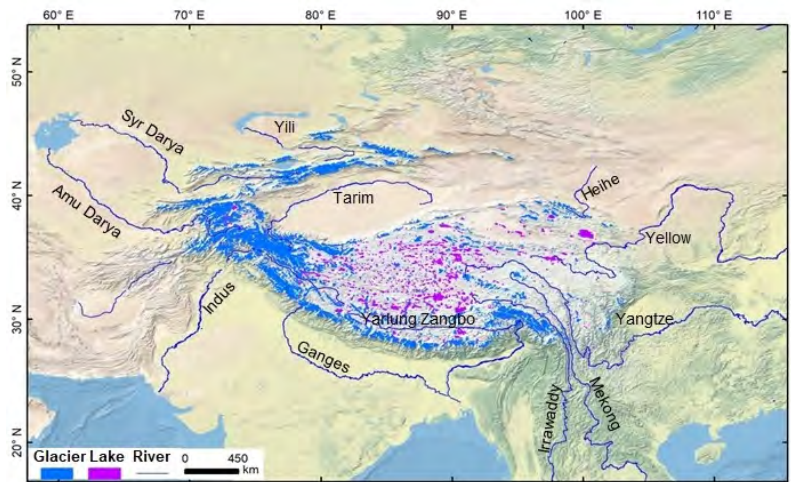 60° E 70° E 80° E 90° E 100° E 110° E
50° N
40° N
30° N
20° N
Syr Darya
Yili
Amu Darya
Tarim
Heihe
Yellow
Indus
Yarlung Zangbo
Yangtze
Ganges
Irrawaddy
Mekong
Glacier Lake River 0 450
km